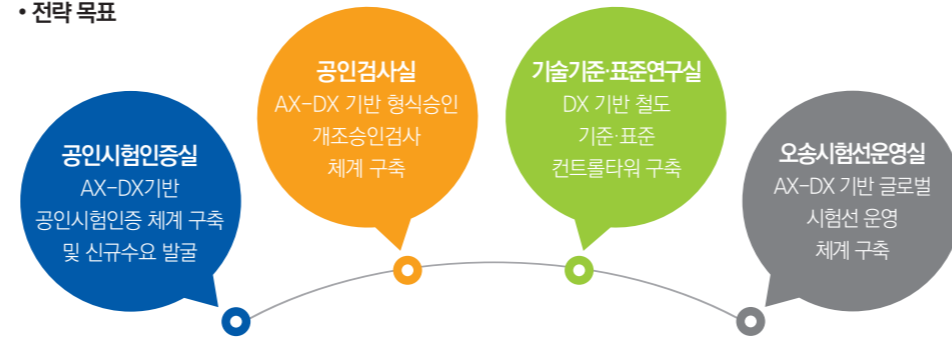 • 전략 목표
공인시험인증실
AX-DX기반
공인시험인증 체계 구축
및 신규수요 발굴
공인검사실
AX-DX 기반 형식승인
개조승인검사
체계 구축
기술기준·표준연구실
DX 기반 철도
기준·표준
컨트롤타워 구축
오송시험선운영실
AX-DX 기반 글로벌
시험선 운영
체계 구축